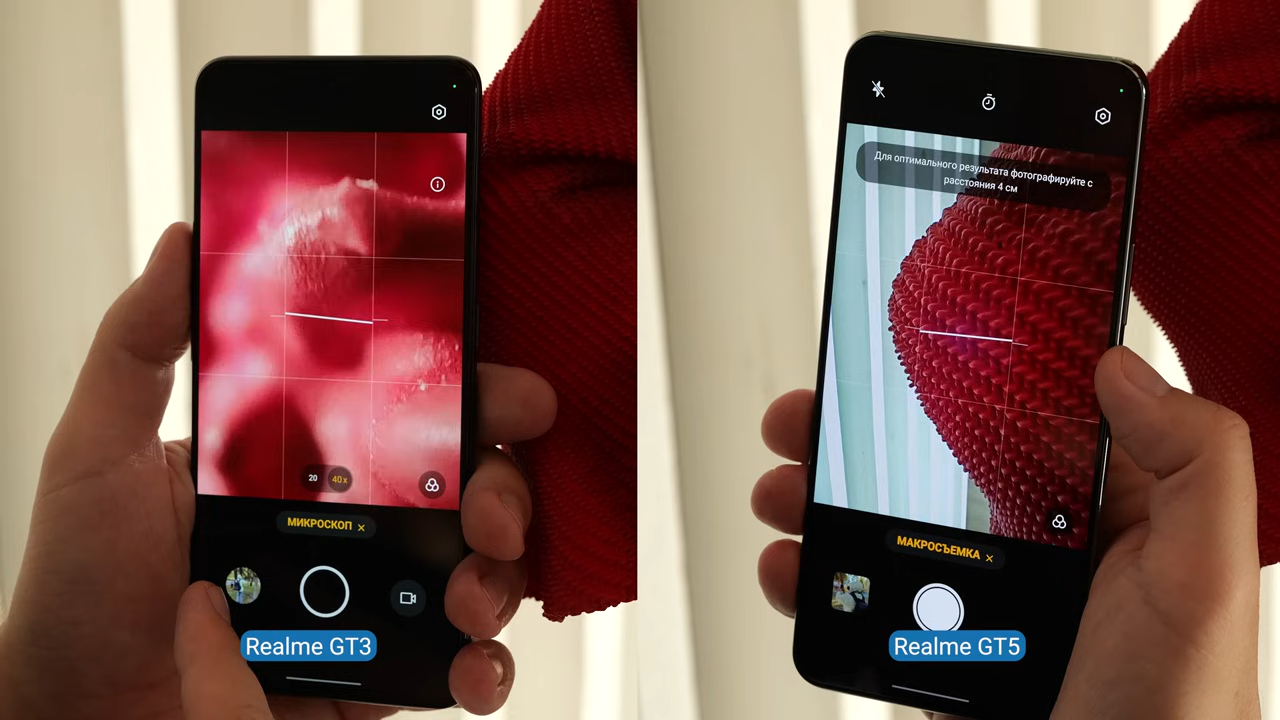 20 40x
МИКРОСКОП ×
Realme GT3
Для оптимального результата фотографируйте с
расстояния 4 см
МАКРОСЪЕМКА ×
Realme GT5